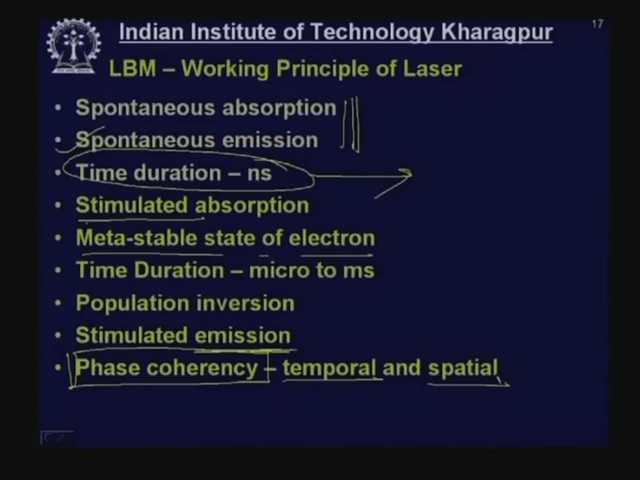 17
Indian Institute of Technology Kharagpur
LBM – Working Principle of Laser
• Spontaneous absorption
• Spontaneous emission
• Time duration – ns
• Stimulated absorption
• Meta-stable state of electron
• Time Duration – micro to ms
• Population inversion
• Stimulated emission
• Phase coherency – temporal and spatial